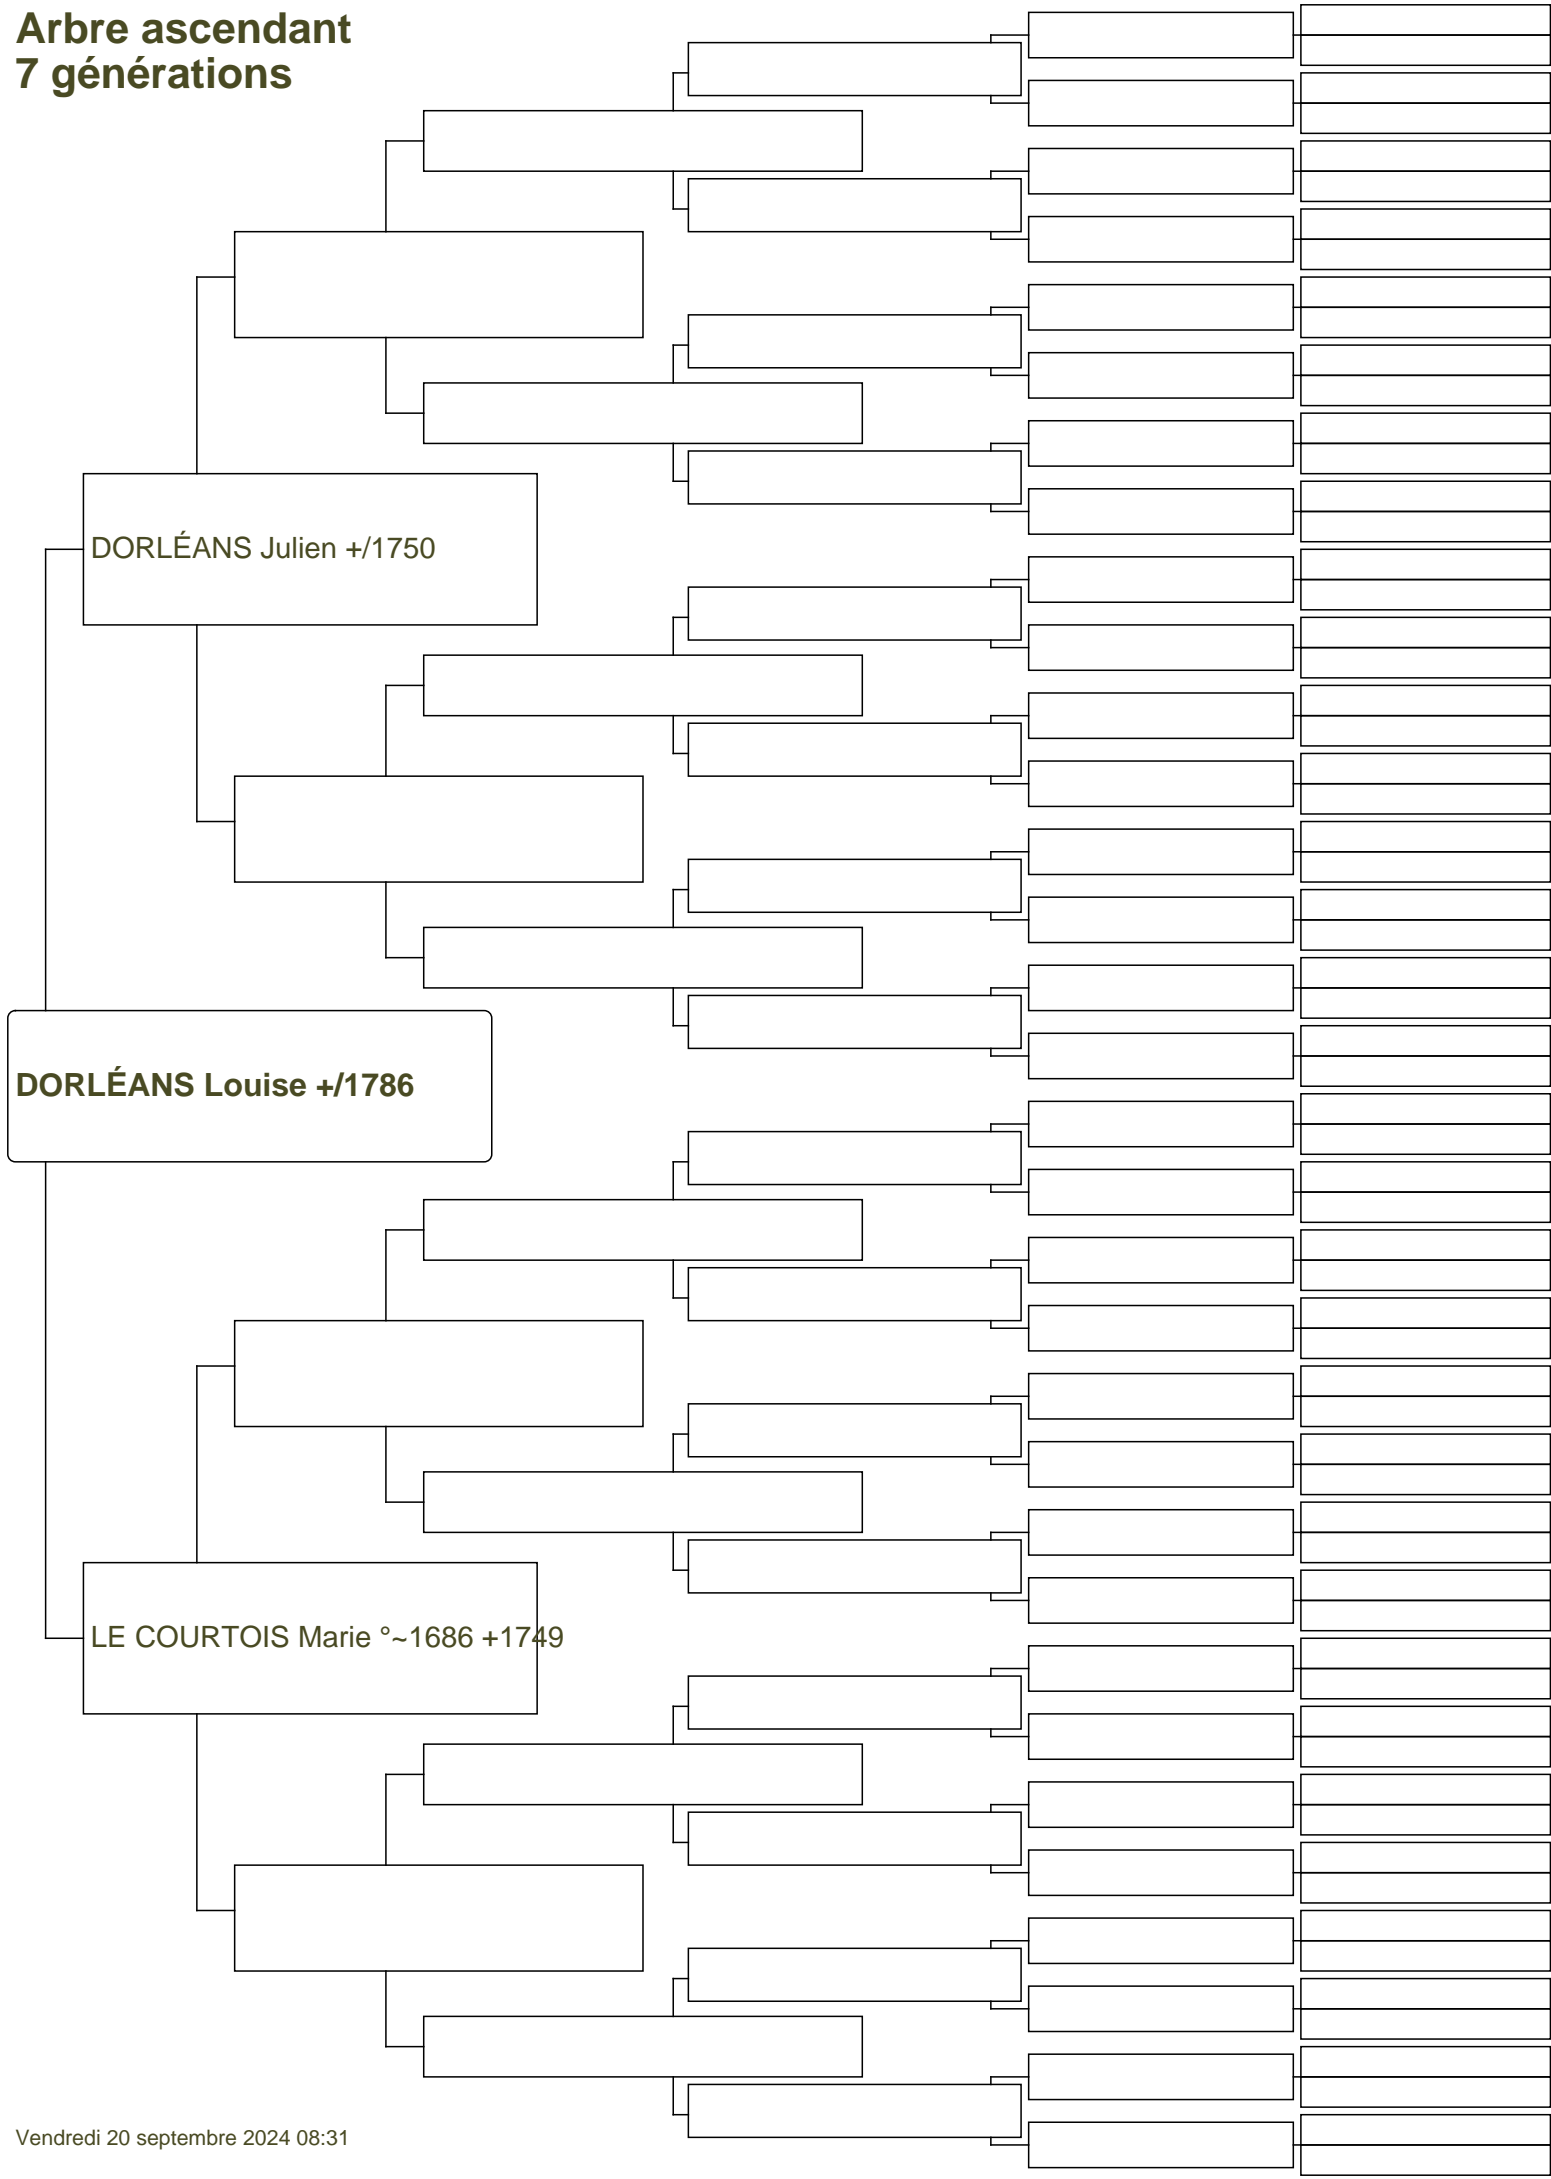 Arbre ascendant
7 générations
DORLÉANS Julien +/1750
DORLÉANS Louise +/1786
LE COURTOIS Marie °~1686 +1749
Vendredi 20 septembre 2024 08:31